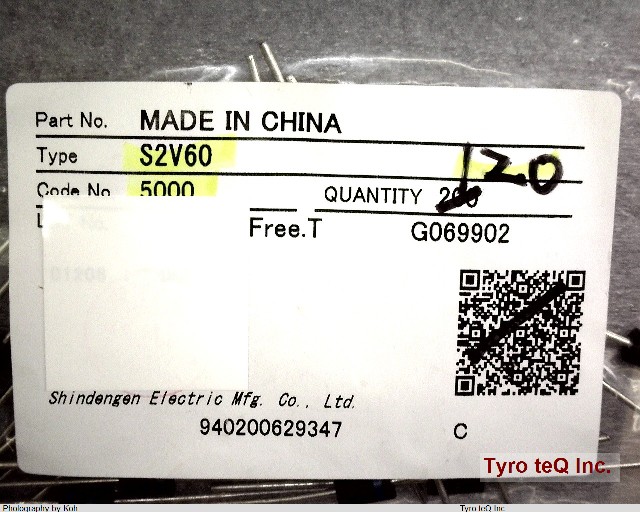 Part No. MADE IN CHINA
Type S2V60
120
Code No. 5000 QUANTITY
Free.T G069902
Shindengen Electric Mfg. Co., Ltd.
940200629347 C
Tyro teQ Inc.
Photography by Koh Tyro teQ Inc